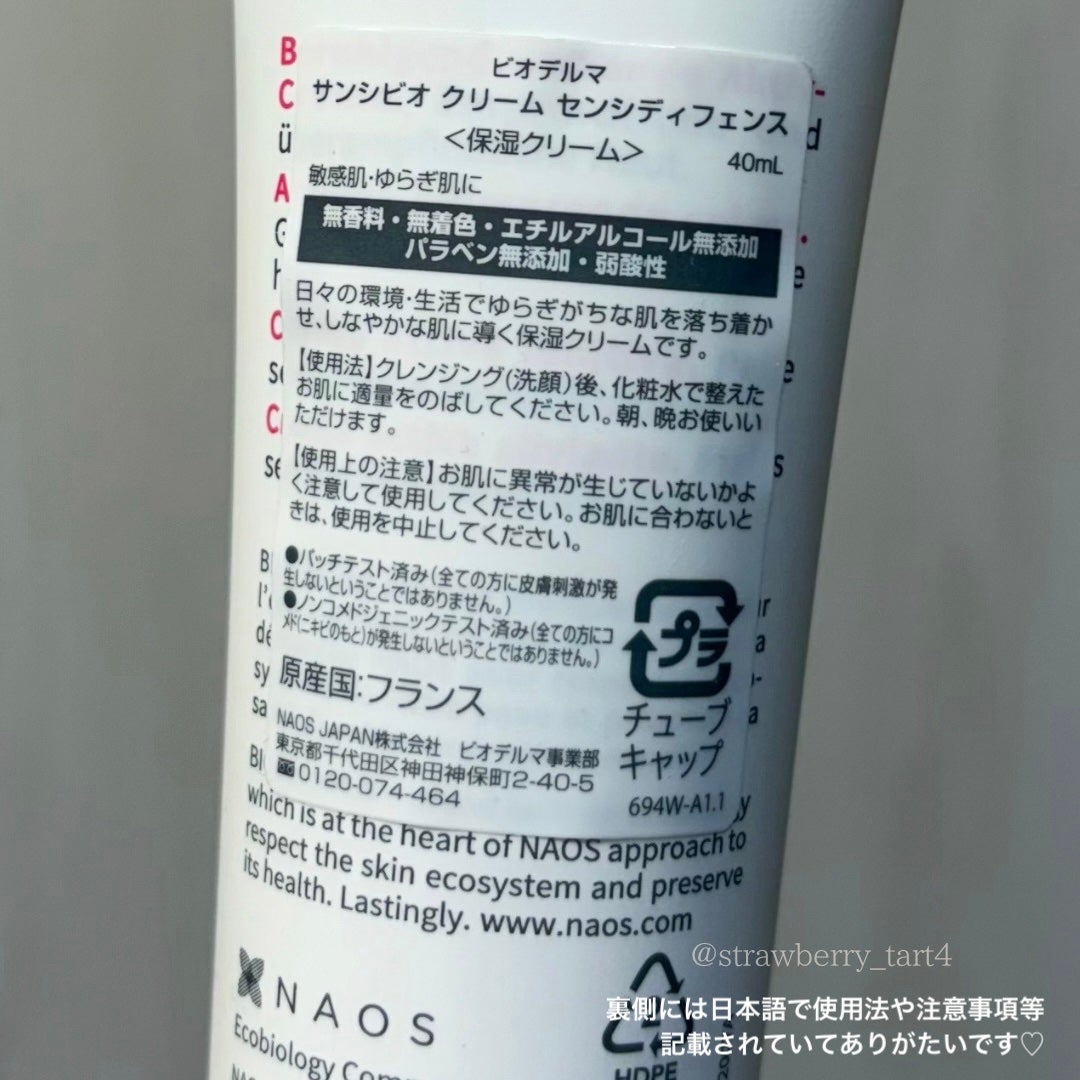 ビオデルマ
サンシビオ クリーム センシディフェンス
＜保湿クリーム＞
40mL
敏感肌・ゆらぎ肌に
無香料・無着色・エチルアルコール無添加
パラベン無添加・弱酸性
日々の環境・生活でゆらぎがちな肌を落ち着か
せ、しなやかな肌に導く保湿クリームです。
【使用法】クレンジング(洗顔)後、化粧水で整えた
お肌に適量をのばしてください。朝、晩お使いい
ただけます。
【使用上の注意】お肌に異常が生じていないかよ
く注意して使用してください。お肌に合わないと
きは、使用を中止してください。
●パッチテスト済み(全ての方に皮膚刺激が発
生しないということではありません。)
●ノンコメドジェニックテスト済み(全ての方にコ
メド(ニキビのもと)が発生しないということではありません。)
プラ
チューブ
キャップ
原産国:フランス
NAOS JAPAN株式会社 ビオデルマ事業部
東京都千代田区神田神保町2-40-5
0120-074-464
694W-A1.1
which is at the heart of NAOS approach to
respect the skin ecosystem and preserve
its health. Lastingly. www.naos.com
NAOS
Ecobiology
HDPE
@strawberry_tart4
裏側には日本語で使用法や注意事項等
記載されていてありがたいです♡